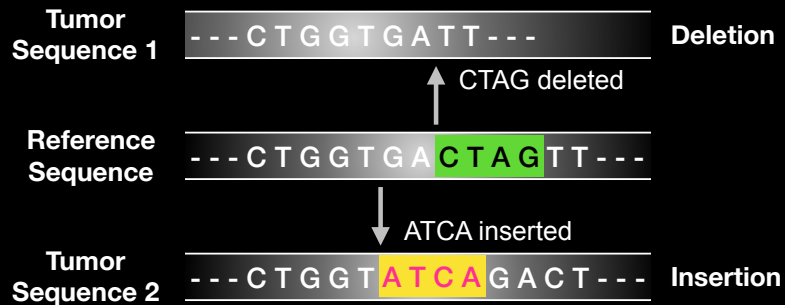 Tumor
Sequence 1
- - - C T G G T G A T T - - -
Deletion
CTAG deleted
Reference
Sequence
- - - C T G G T G A C T A G T T - - -
ATCA inserted
Tumor
Sequence 2
- - - C T G G T A T C A G A C T - - -
Insertion